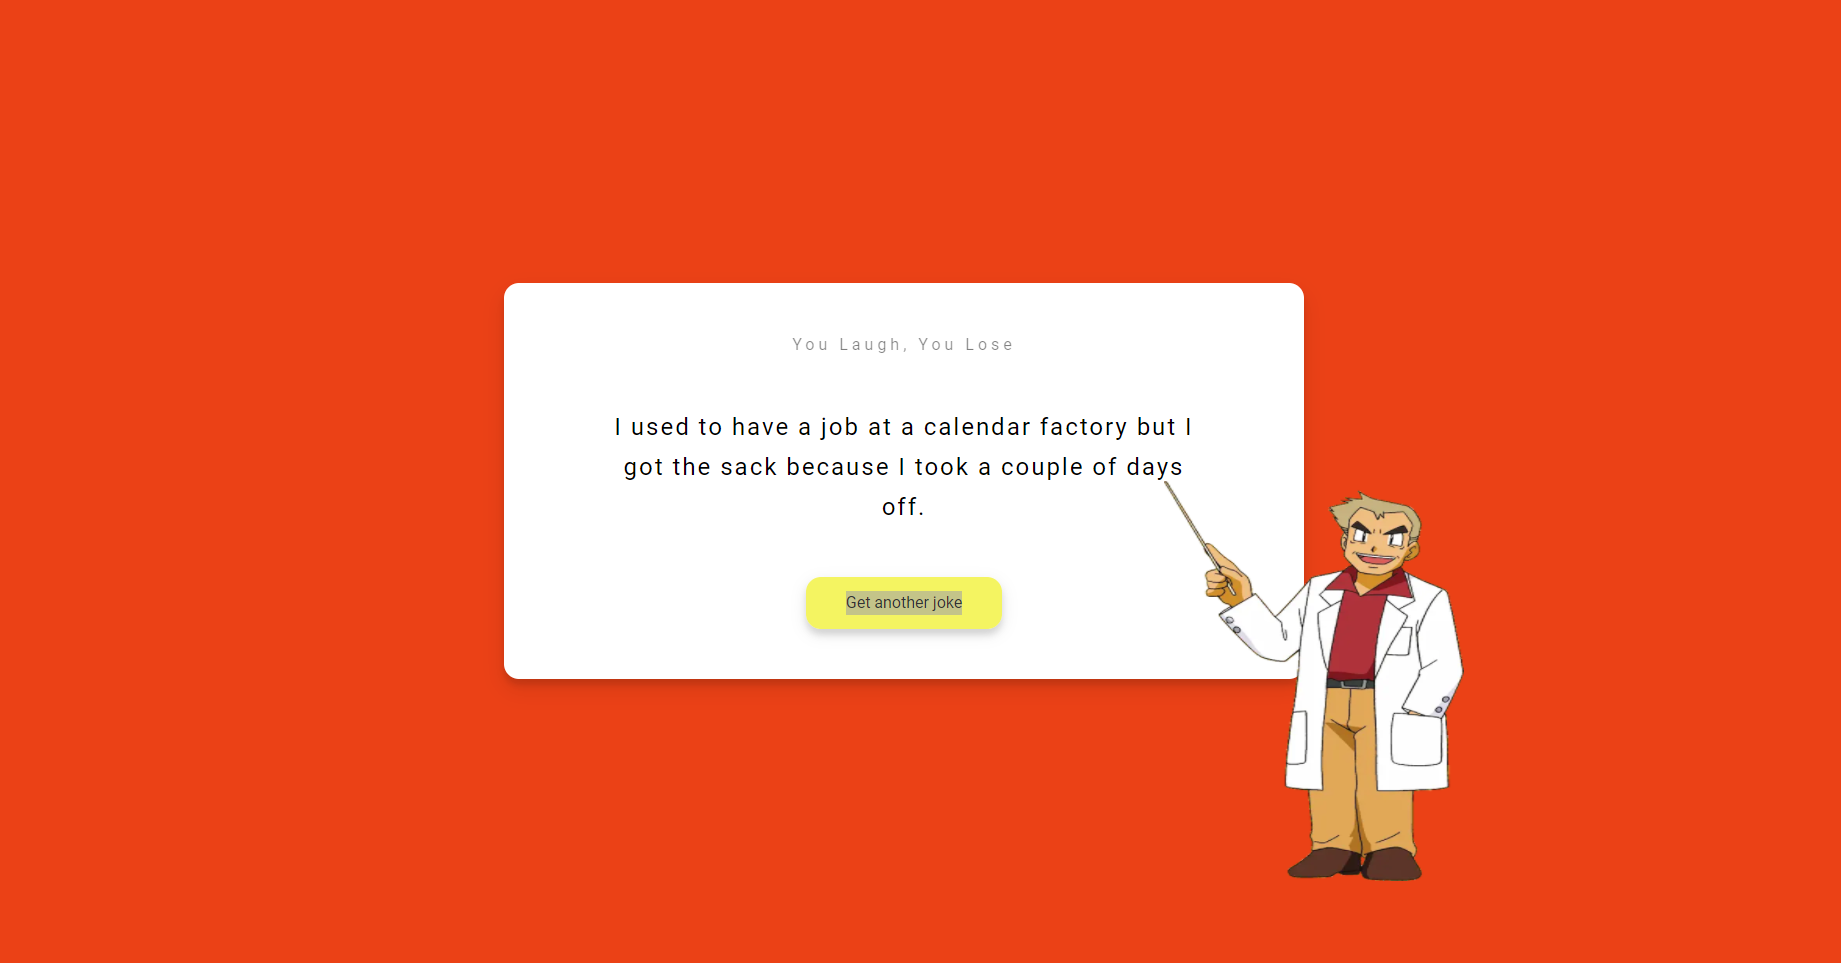 You Laugh, You Lose
I used to have a job at a calendar factory but I
got the sack because I took a couple of days
off.
Get another joke